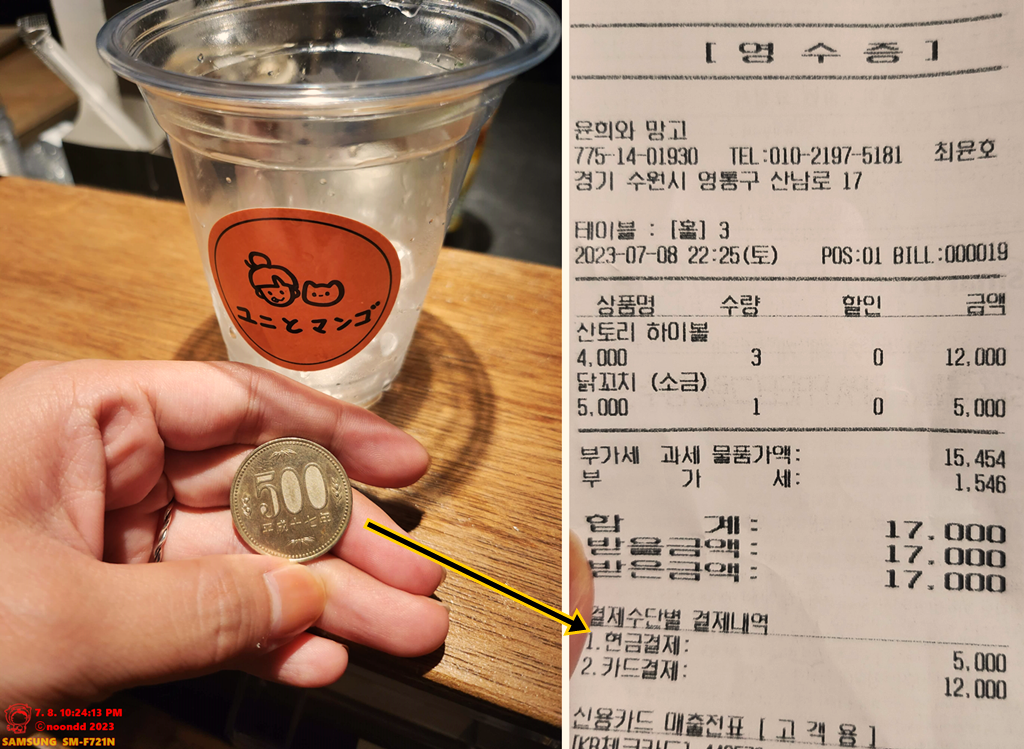 ユニとマンゴ
500
平成十七年
7. 8. 10:24:13 PM
©noondd 2023
SAMSUNG SM-F721N
[ 영 수 증 ]
윤희와 망고
775-14-01930 TEL:010-2197-5181 최윤호
경기 수원시 영통구 산남로 17
테이블 : [홀] 3
2023-07-08 22:25(토) POS:01 BILL:000019
상품명 수량 할인 금액
산토리 하이볼
4,000 3 0 12,000
닭꼬치 (소금)
5,000 1 0 5,000
부가세 과세 물품가액: 15,454
부 가 세: 1,546
합 계: 17,000
받을금액: 17,000
받은금액: 17,000
결제수단별 결제내역
1.현금결제: 5,000
2.카드결제: 12,000
신용카드 매출전표 [ 고 객 용 ]